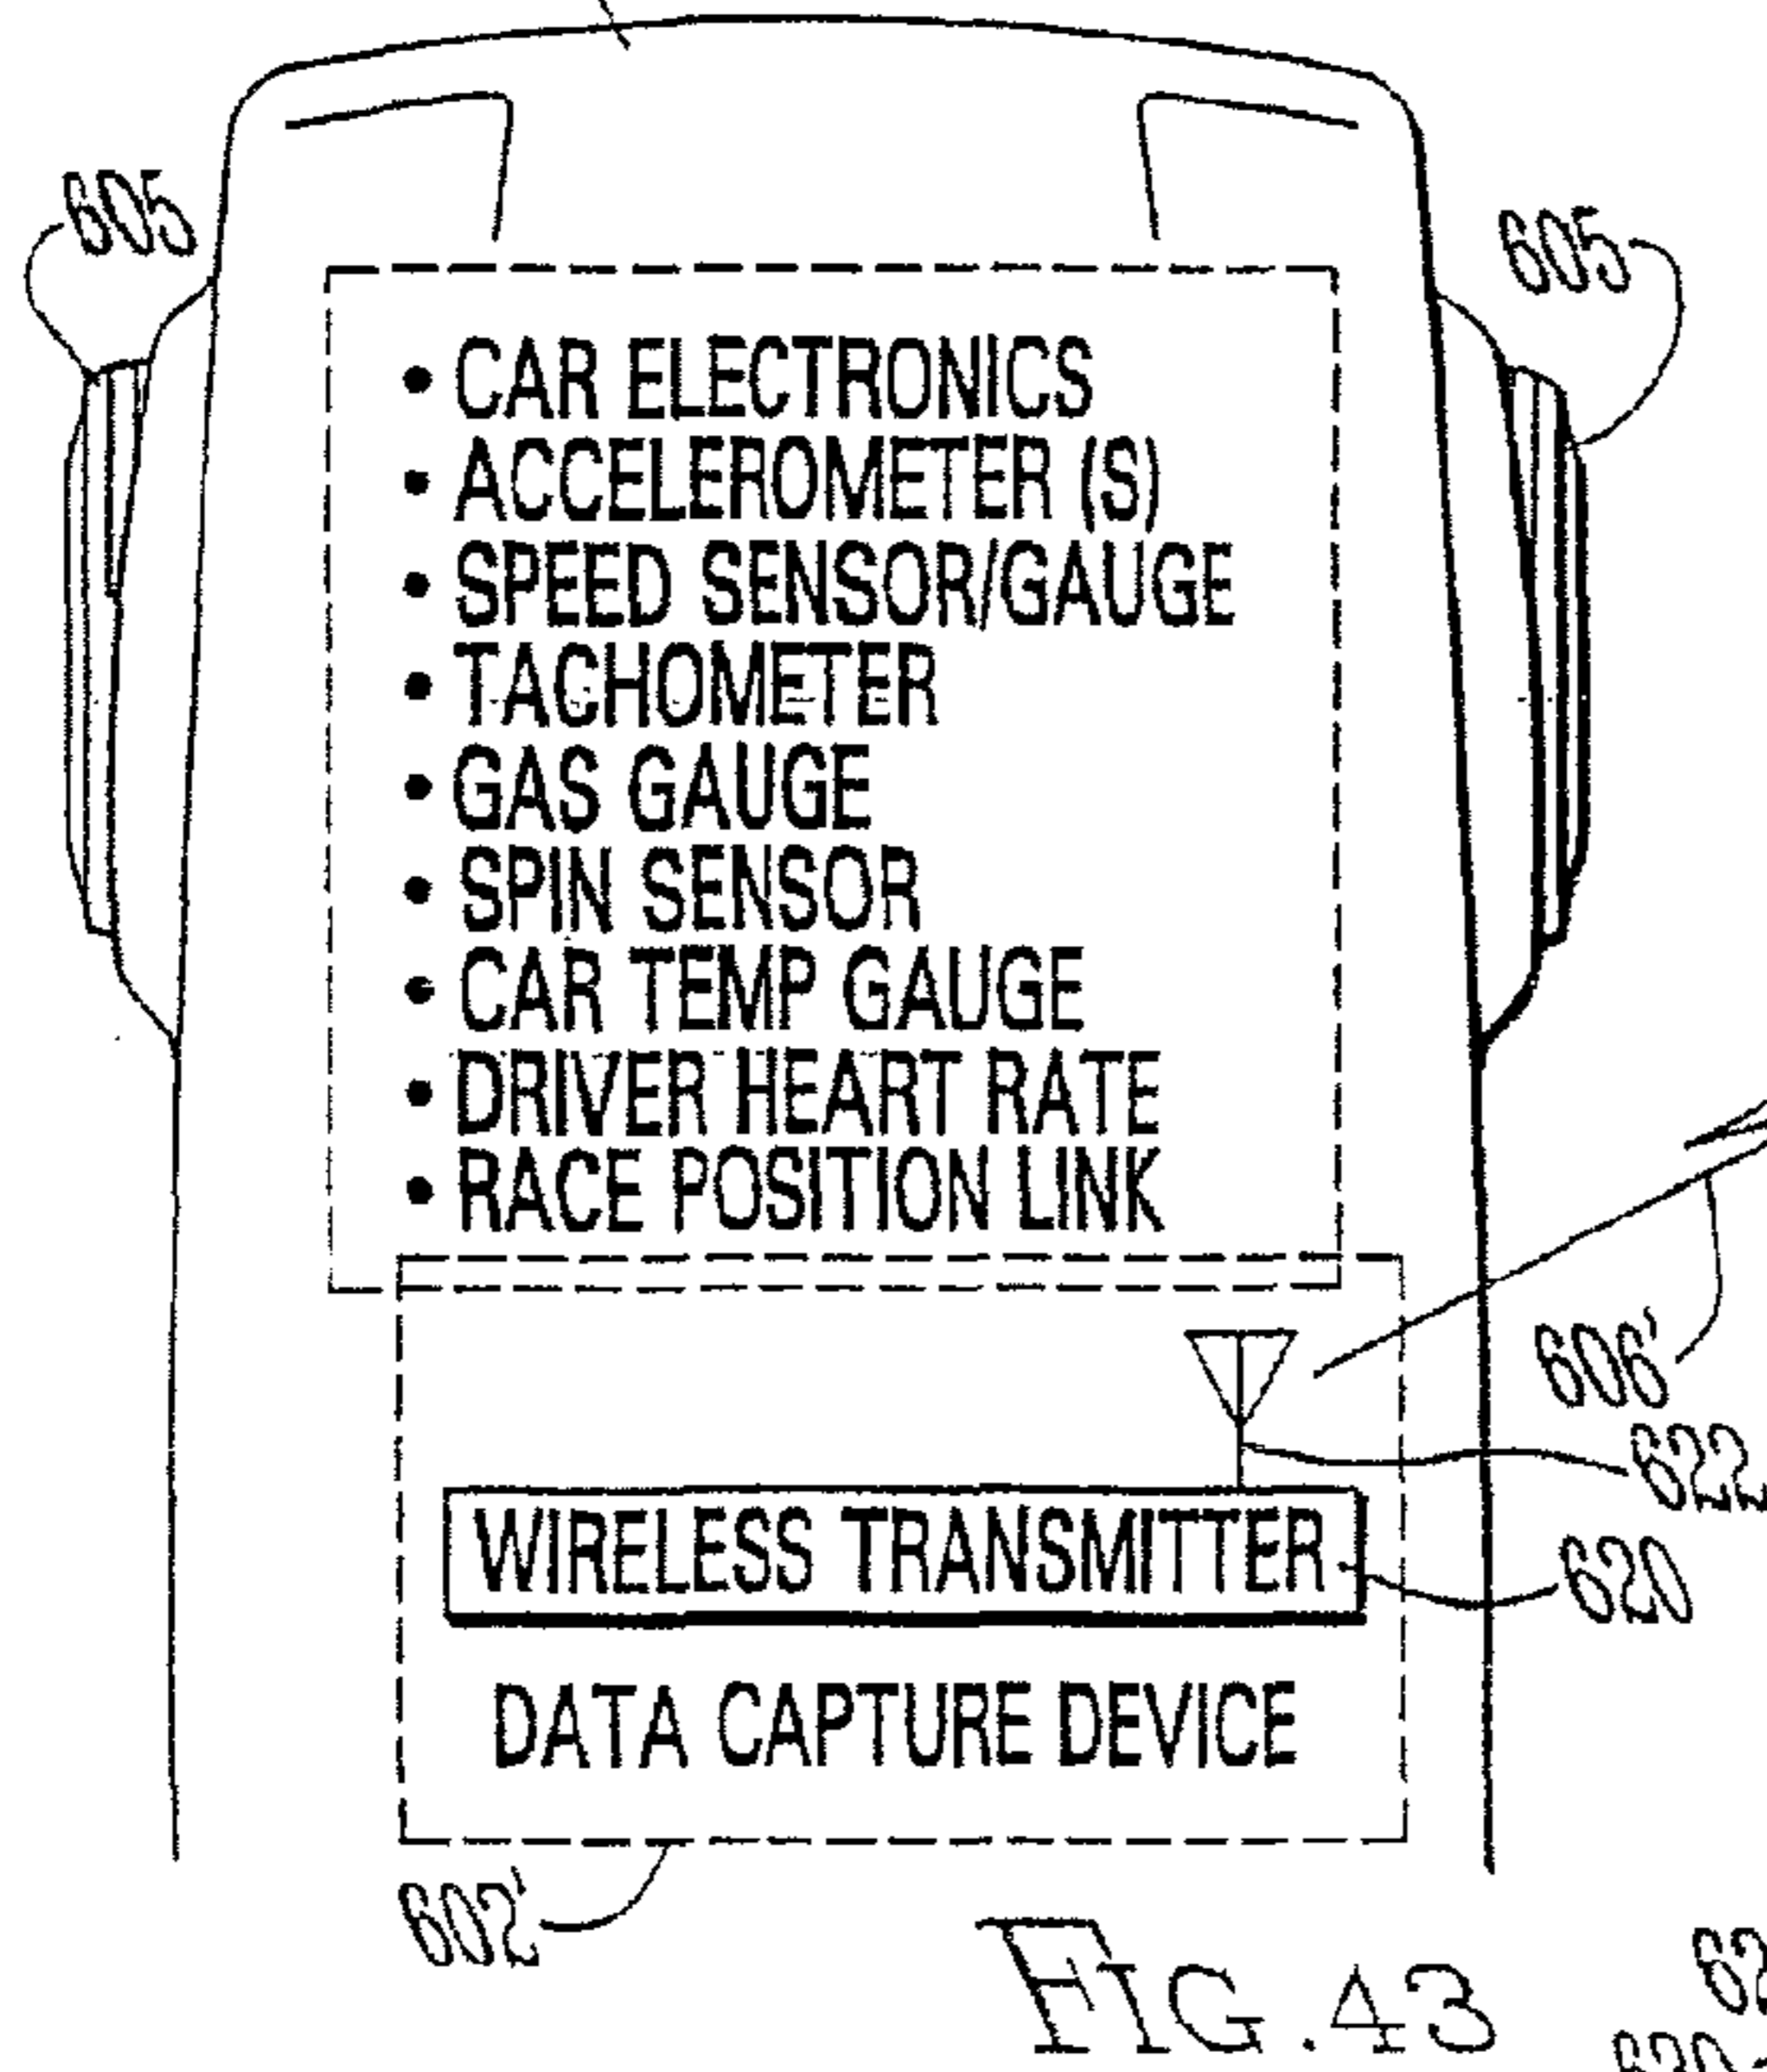 605
605
• CAR ELECTRONICS
• ACCELEROMETER (S)
• SPEED SENSOR/GAUGE
• TACHOMETER
• GAS GAUGE
• SPIN SENSOR
• CAR TEMP GAUGE
• DRIVER HEART RATE
• RACE POSITION LINK
606'
622
WIRELESS TRANSMITTER
620
DATA CAPTURE DEVICE
602'
FIG.43